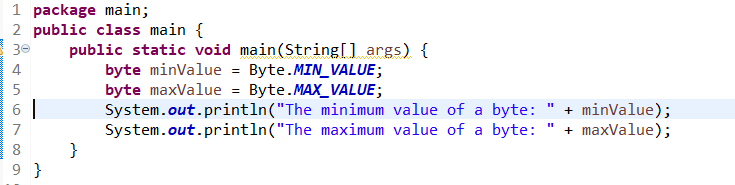 1 package main;
2 public class main {
3 public static void main(String[] args) {
4 byte minValue = Byte.MIN_VALUE;
5 byte maxValue = Byte.MAX_VALUE;
6 System.out.println("The minimum value of a byte: " + minValue);
7 System.out.println("The maximum value of a byte: " + maxValue);
8 }
9 }